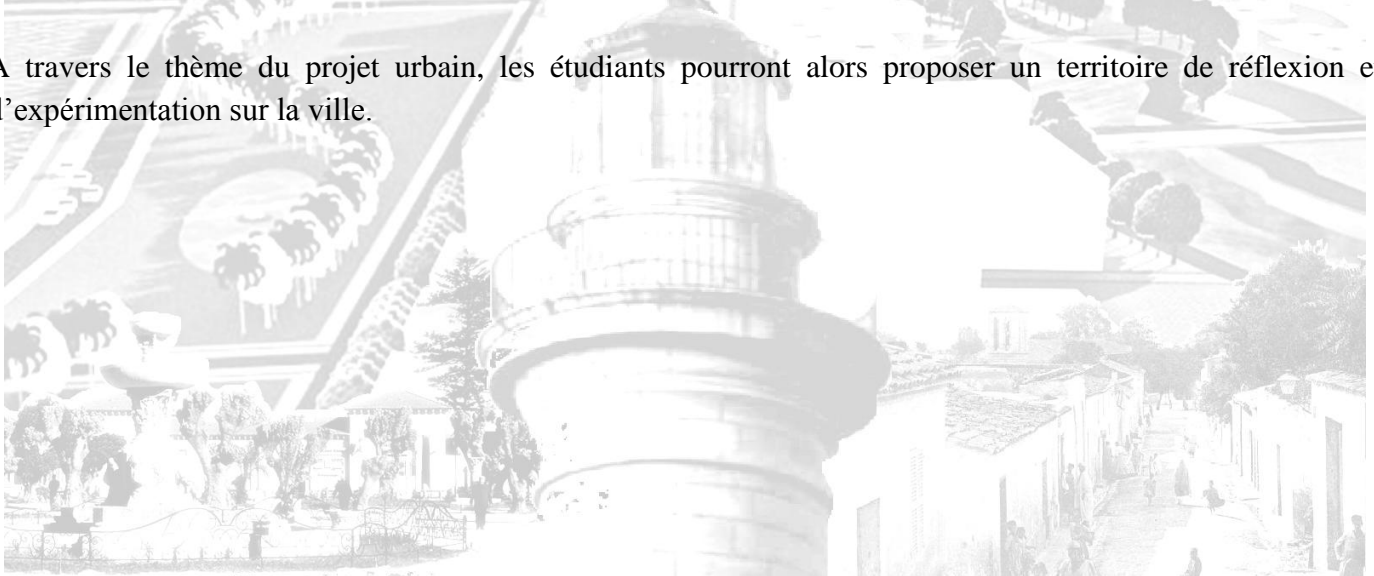 A travers le thème du projet urbain, les étudiants pourront alors proposer un territoire de réflexion e
d'expérimentation sur la ville.